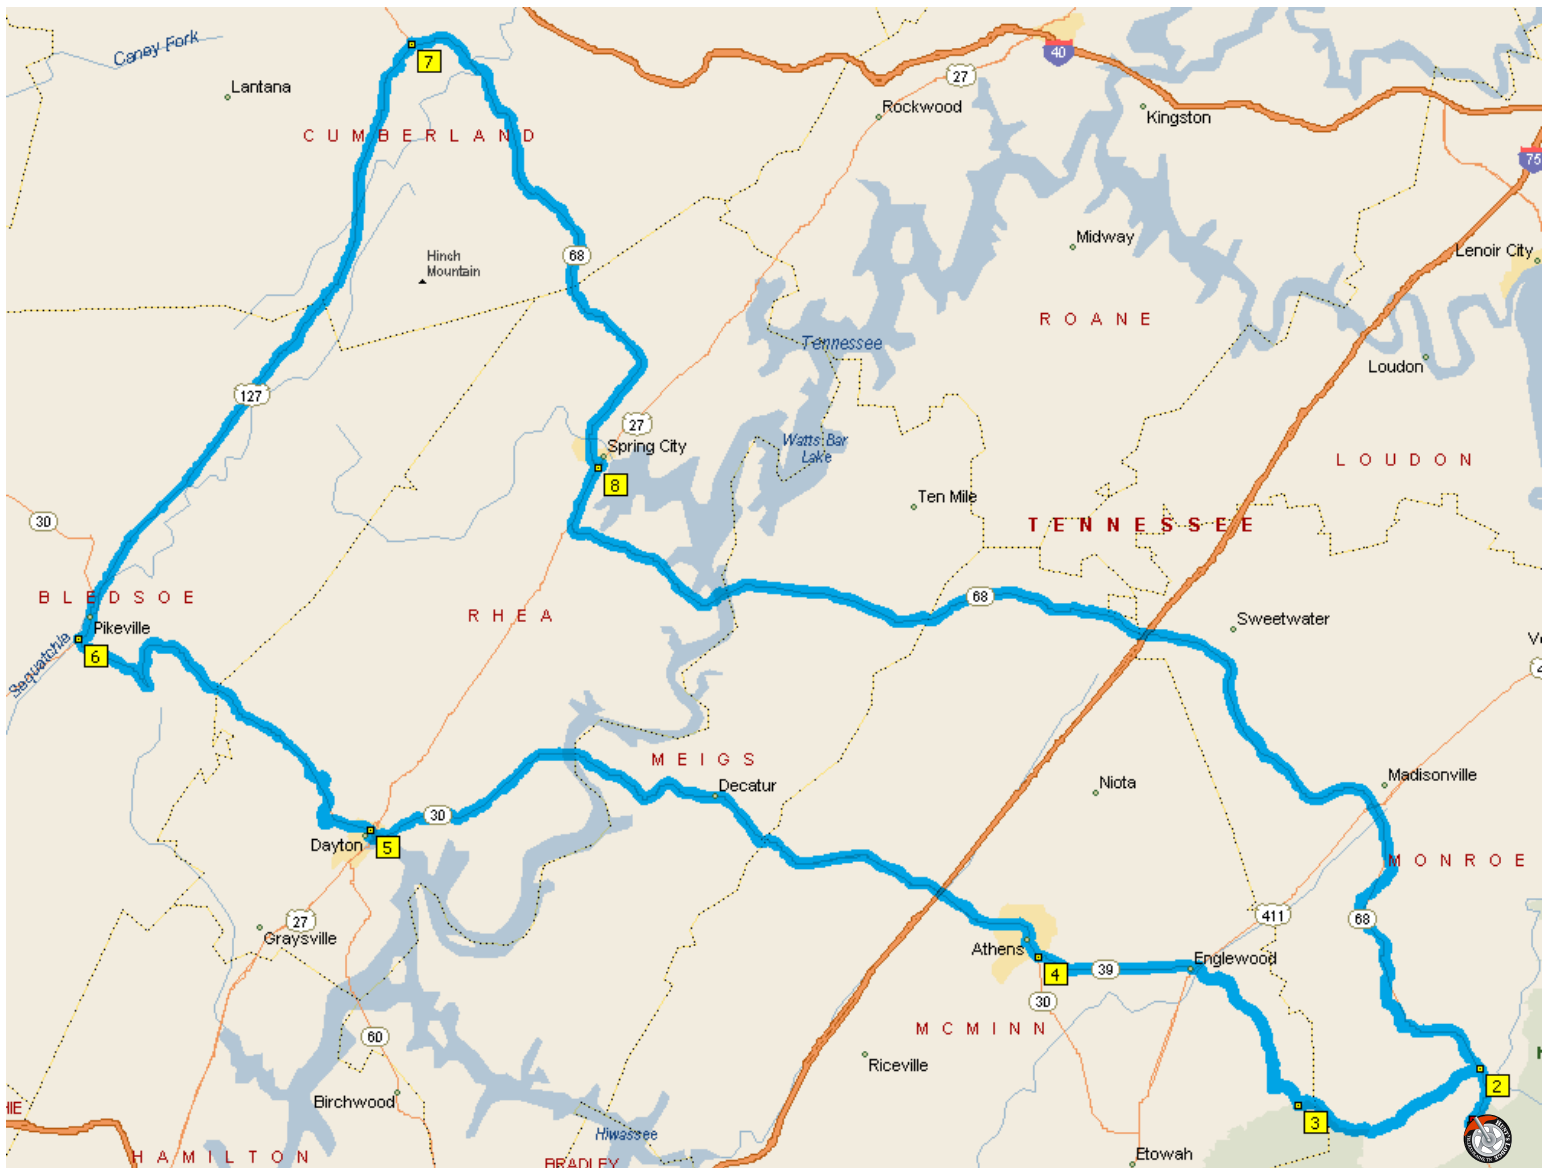 Caney Fork
7
40
27
Lantana
Rockwood
Kingston
CUMBERLAND
75
Midway
68
Hinch
Mountain
Lenoir City
ROANE
Tennessee
Loudon
127
27
Spring City
Watts Bar
Lake
LOUDON
8
Ten Mile
30
TENNESSEE
BLEDSOE
68
RHEA
Sweetwater
Pikeville
Sequatchie
6
MEIGS
Decatur
Niota
Madisonville
30
Dayton
5
MONROE
27
411
68
Graysville
Athens
Englewood
4
39
30
MCMINN
60
Riceville
2
Birchwood
HIE
3
Hiwassee
HAMILTON
BRADLEY
Etowah